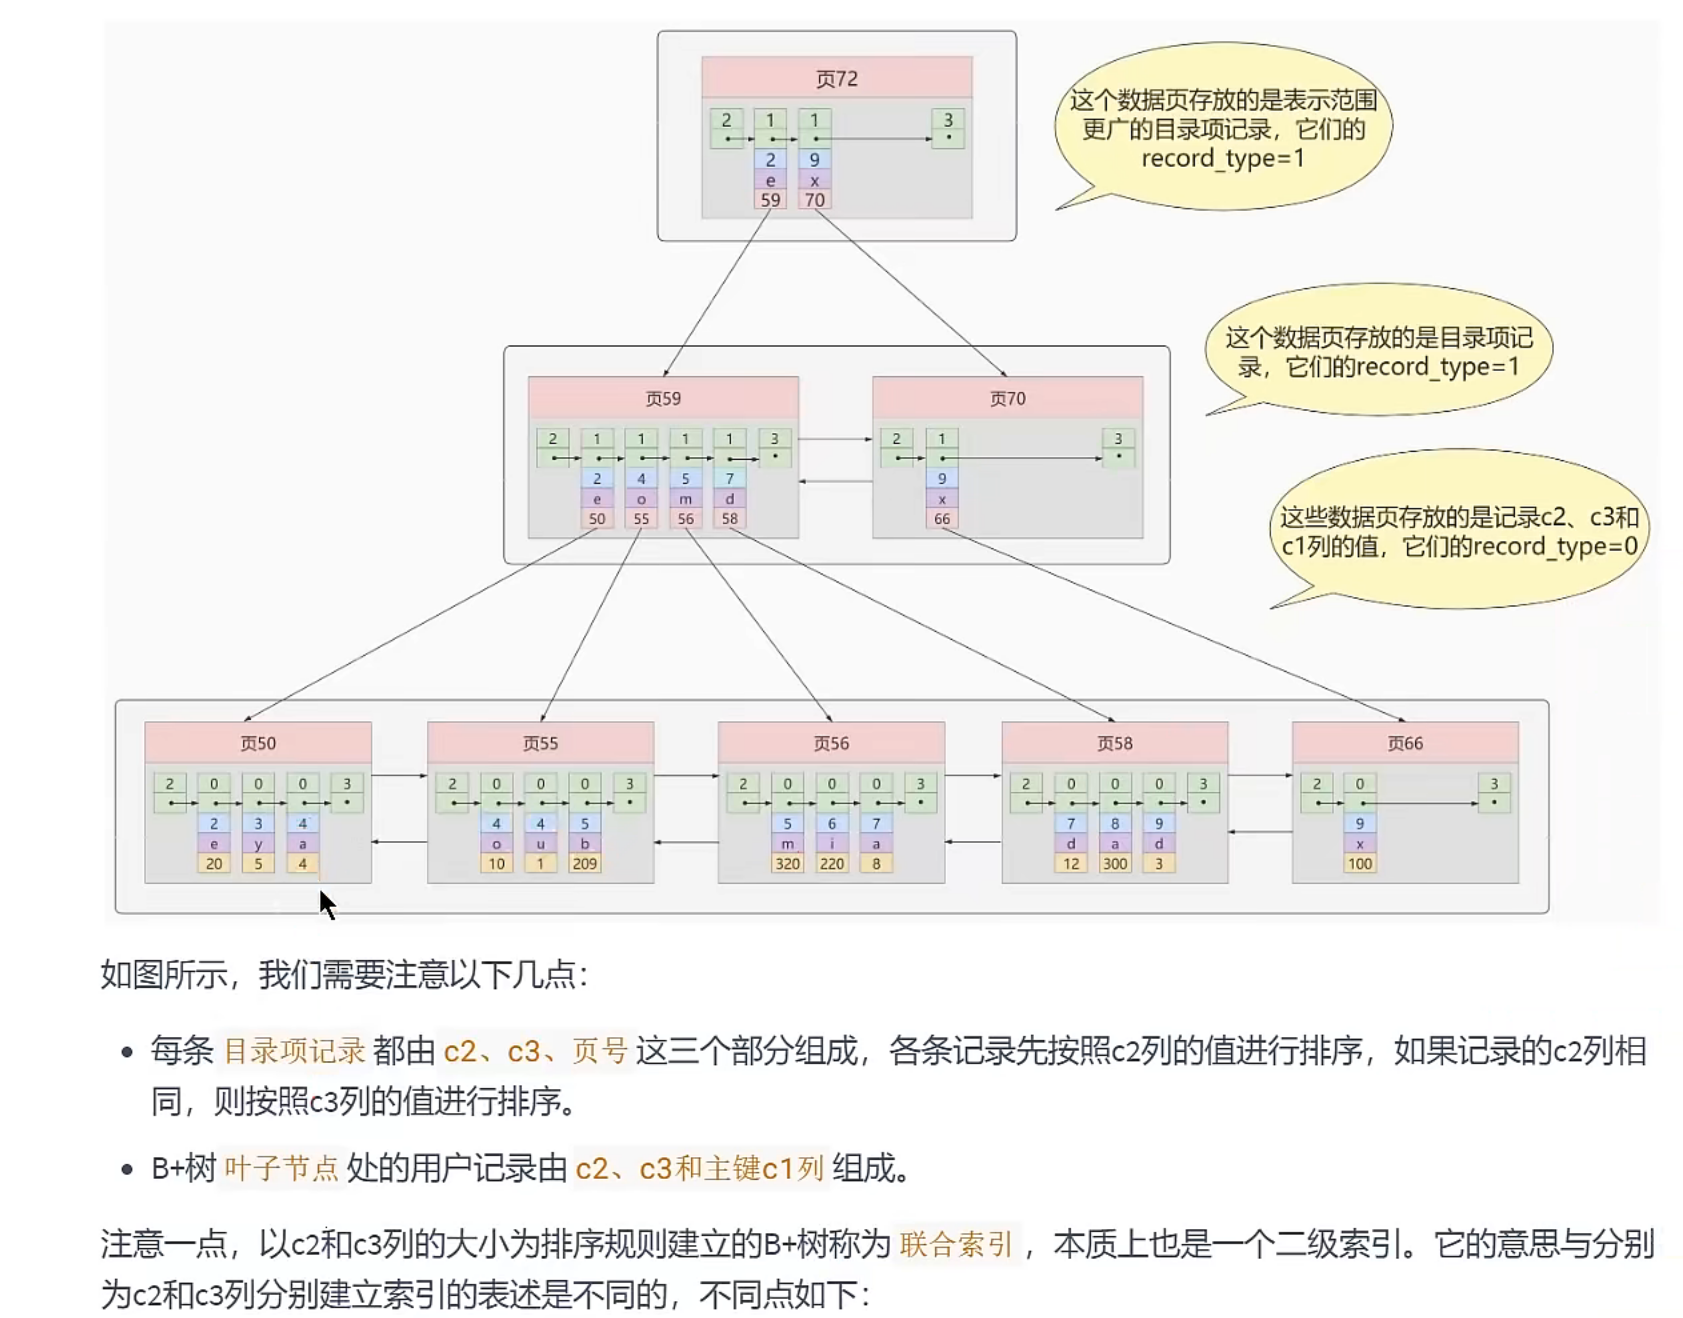 页72
2 1 1 3
2 9
e x
59 70
这个数据页存放的是表示范围
更广的目录项记录，它们的
record_type=1
这个数据页存放的是目录项记
录，它们的record_type=1
页59
2 1 1 1 1 3
2 4 5 7
e o m d
50 55 56 58
页70
2 1 3
9
x
66
这些数据页存放的是记录c2、c3和
c1列的值，它们的record_type=0
页50
2 0 0 0 3
2 3 4
e y a
20 5 4
页55
2 0 0 0 3
4 4 5
o u b
10 1 209
页56
2 0 0 0 3
5 6 7
m i a
320 220 8
页58
2 0 0 0 3
7 8 9
d a d
12 300 3
页66
2 0 3
9
x
100
如图所示，我们需要注意以下几点：
每条 目录项记录 都由 c2、c3、页号 这三个部分组成，各条记录先按照c2列的值进行排序，如果记录的c2列相
同，则按照c3列的值进行排序。
B+树 叶子节点 处的用户记录由 c2、c3和主键c1列 组成。
注意一点，以c2和c3列的大小为排序规则建立的B+树称为 联合索引 ，本质上也是一个二级索引。它的意思与分别
为c2和c3列分别建立索引的表述是不同的，不同点如下：